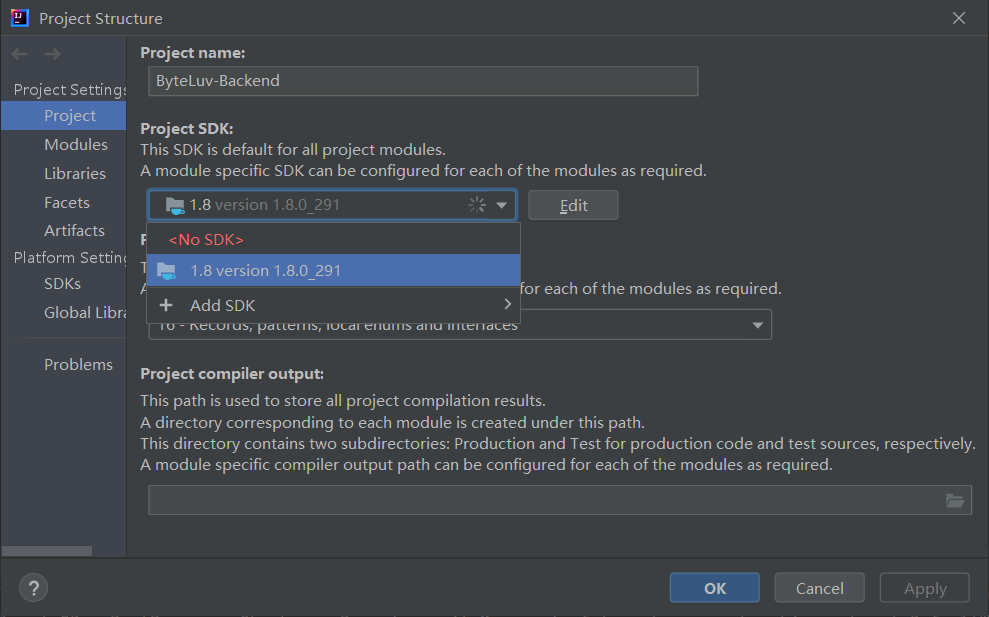 Project Structure
Project name:
Project Settings
ByteLuv-Backend
Project
Modules
Libraries
Facets
Artifacts
Platform Setting
SDKs
Global Libra
Problems
Project SDK:
This SDK is default for all project modules.
A module specific SDK can be configured for each of the modules as required.
1.8 version 1.8.0_291
Edit
<No SDK>
1.8 version 1.8.0_291
for each of the modules as required.
+ Add SDK
16 - Records, patterns, local enums and interfaces
Project compiler output:
This path is used to store all project compilation results.
A directory corresponding to each module is created under this path.
This directory contains two subdirectories: Production and Test for production code and test sources, respectively.
A module specific compiler output path can be configured for each of the modules as required.
?
OK
Cancel
Apply